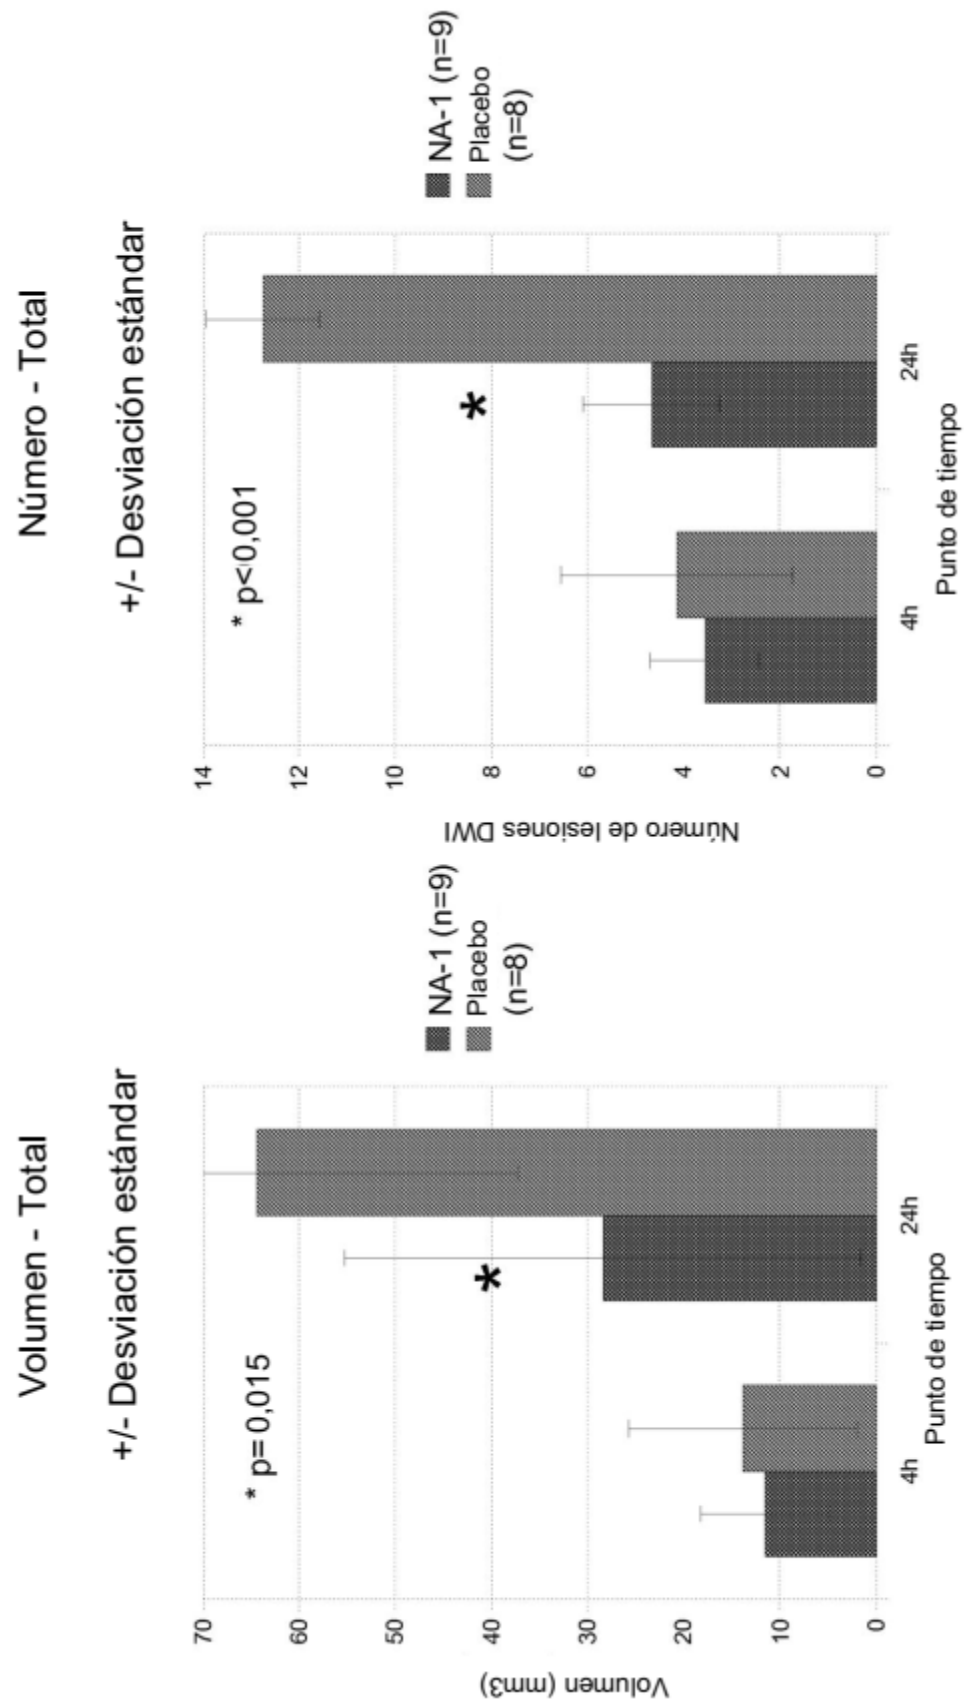 Volumen - Total
+/- Desviación estándar
* p= 0,015
*
70
60
50
40
30
20
10
0
Volumen (mm3)
4h
24h
Punto de tiempo
NA-1 (n=9)
Placebo
(n=8)
Número - Total
+/- Desviación estándar
* p<0,001
*
14
12
10
8
6
4
2
0
Número de lesiones DWI
4h
24h
Punto de tiempo
NA-1 (n=9)
Placebo
(n=8)